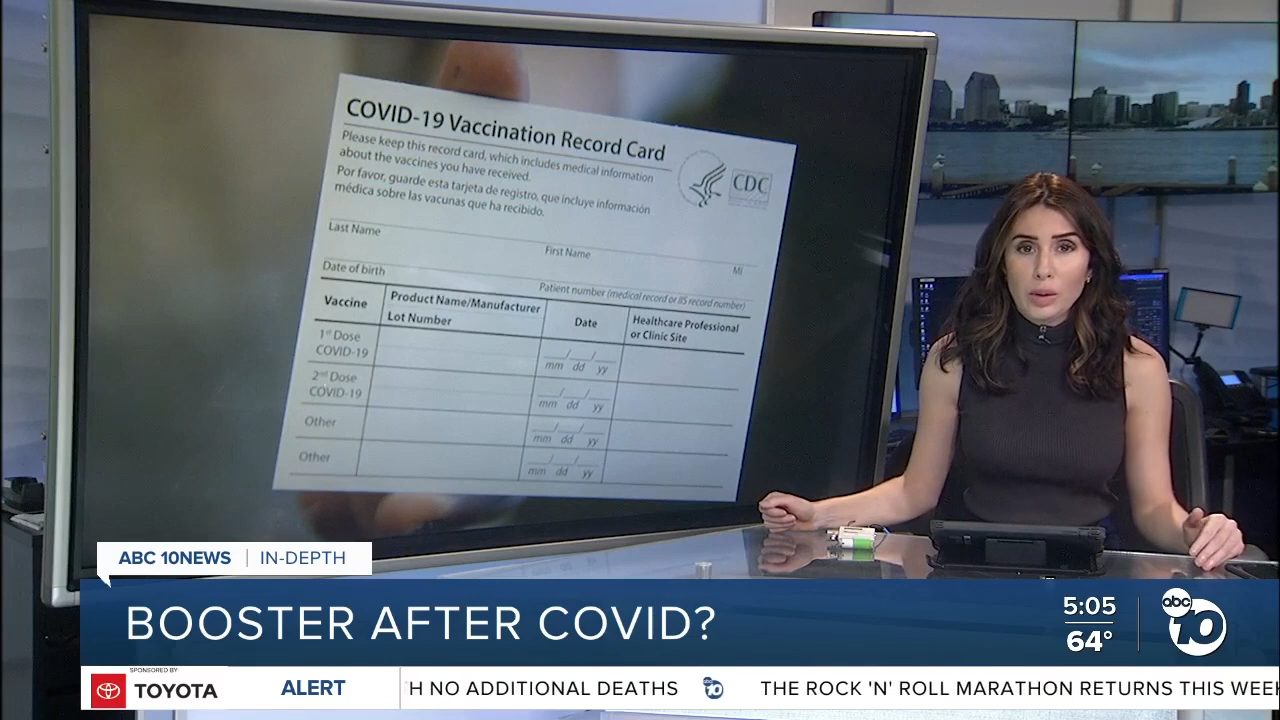 COVID-19 Vaccination Record Card
Please keep this record card, which includes medical information
about the vaccines you have received.
Por favor, guarde esta tarjeta de registro, que incluye información
médica sobre las vacunas que ha recibido.
CDC
Last Name
First Name
MI
Date of birth
Patient number (medical record or IIS record number)
Vaccine
Product Name/Manufacturer
Lot Number
Date
Healthcare Professional
or Clinic Site
1st Dose
COVID-19
mm dd yy
2nd Dose
COVID-19
mm dd yy
Other
mm dd yy
Other
mm dd yy
ABC 10NEWS | IN-DEPTH
BOOSTER AFTER COVID?
5:05
64°
abc
10
SPONSORED BY
TOYOTA
ALERT
H NO ADDITIONAL DEATHS
abc 10
THE ROCK 'N' ROLL MARATHON RETURNS THIS WEE